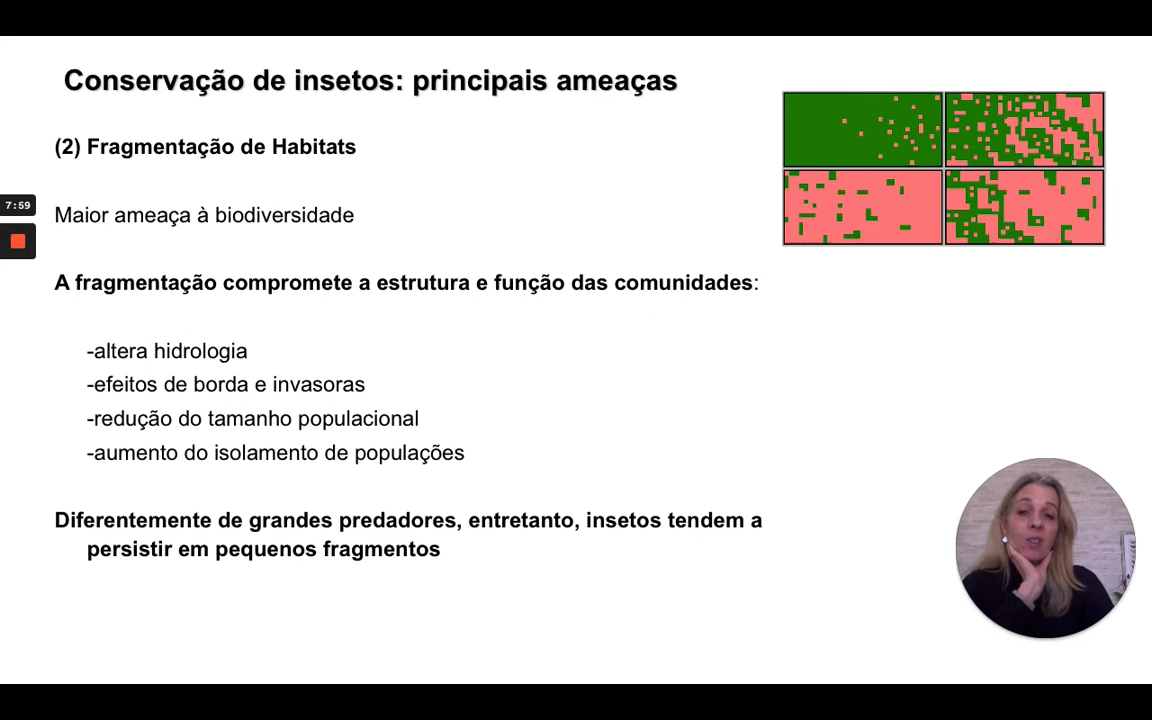 Conservação de insetos: principais ameaças
(2) Fragmentação de Habitats
7:59
Maior ameaça à biodiversidade
A fragmentação compromete a estrutura e função das comunidades:
-altera hidrologia
-efeitos de borda e invasoras
-redução do tamanho populacional
-aumento do isolamento de populações
Diferentemente de grandes predadores, entretanto, insetos tendem a
persistir em pequenos fragmentos